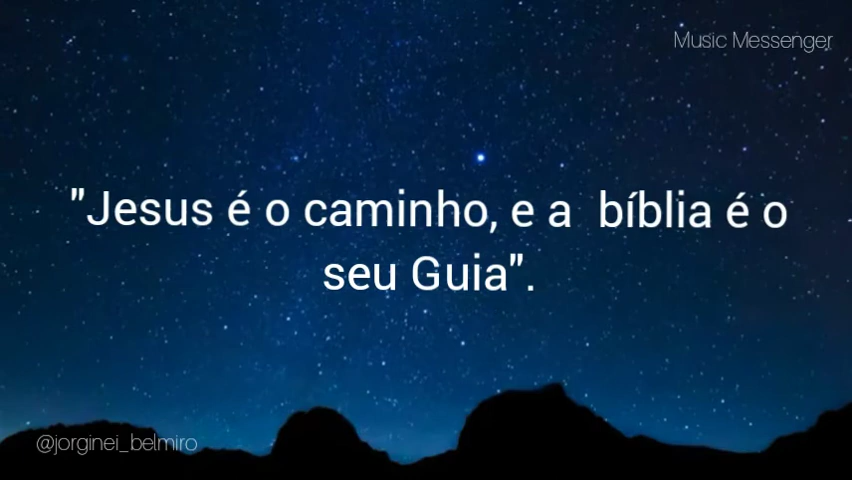 Music Messenger
"Jesus é o caminho, e a  bíblia é o
seu Guia".
@jorginei_belmiro